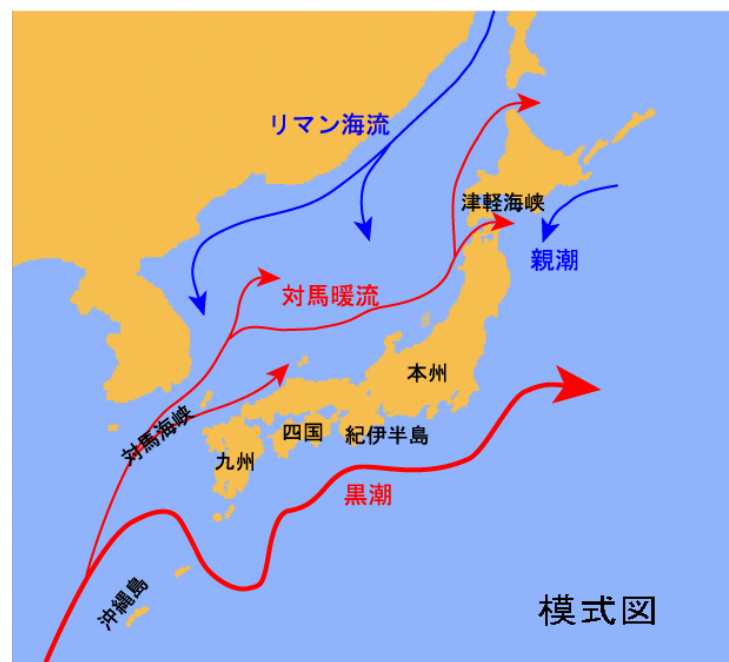 リマン海流
津軽海峡
親潮
対馬暖流
本州
対馬海峡
四国
紀伊半島
九州
黒潮
沖縄島
模式図